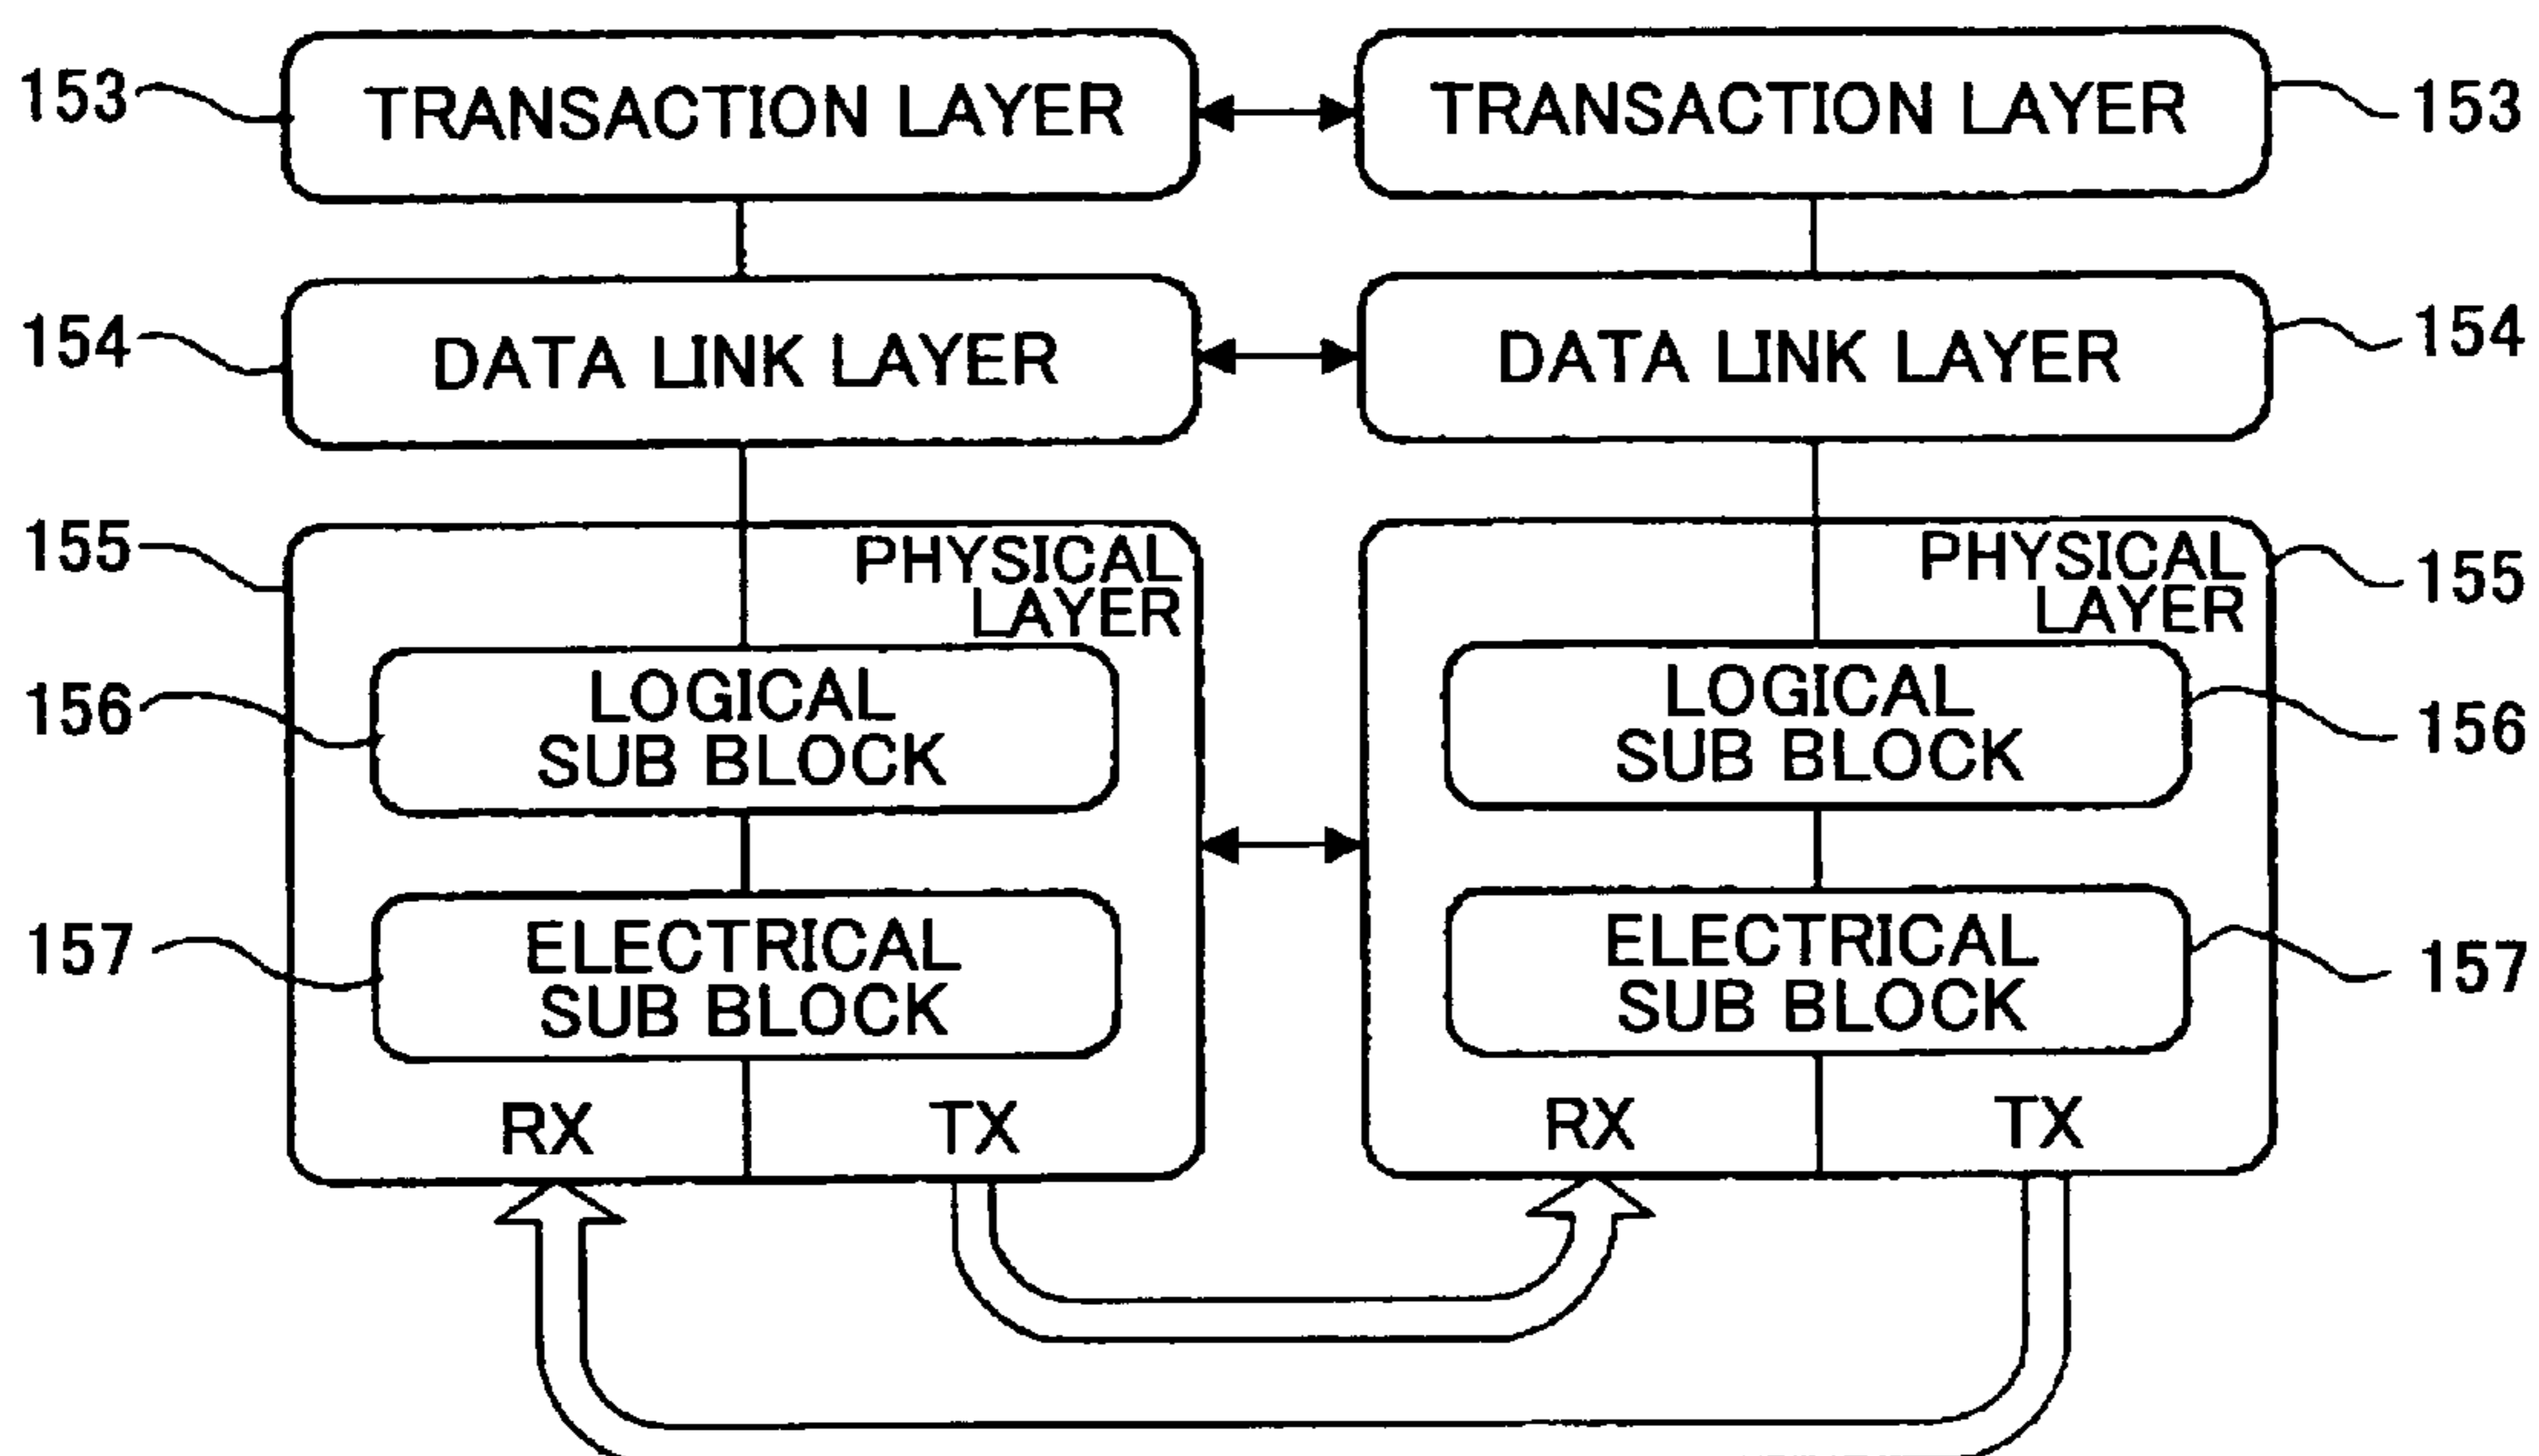 153 TRANSACTION LAYER TRANSACTION LAYER 153
154 DATA LINK LAYER DATA LINK LAYER 154
155 PHYSICAL LAYER PHYSICAL LAYER 155
156 LOGICAL SUB BLOCK LOGICAL SUB BLOCK 156
157 ELECTRICAL SUB BLOCK ELECTRICAL SUB BLOCK 157
RX TX RX TX